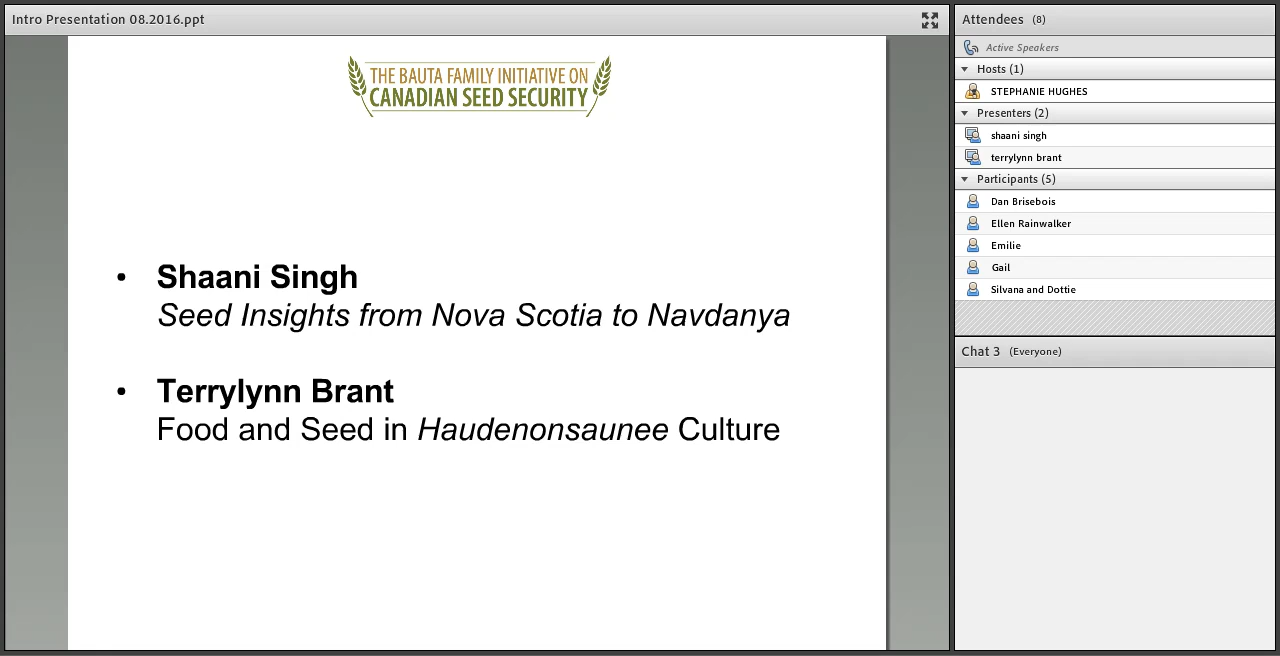 Intro Presentation 08.2016.ppt
THE BAUTA FAMILY INITIATIVE ON
CANADIAN SEED SECURITY
• Shaani Singh
Seed Insights from Nova Scotia to Navdanya
• Terrylynn Brant
Food and Seed in Haudenonsaunee Culture
Attendees (8)
Active Speakers
Hosts (1)
STEPHANIE HUGHES
Presenters (2)
shaani singh
terrylynn brant
Participants (5)
Dan Brisebois
Ellen Rainwalker
Emilie
Gail
Silvana and Dottie
Chat 3 (Everyone)